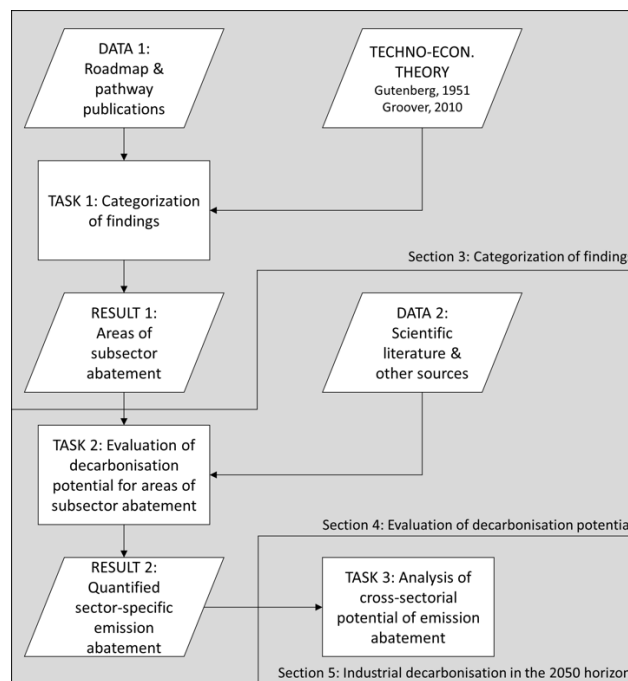 DATA 1:
Roadmap &
pathway
publications
TECHNO-ECON.
THEORY
Gutenberg, 1951
Groover, 2010
TASK 1: Categorization
of findings
Section 3: Categorization of findings
RESULT 1:
Areas of
subsector
abatement
DATA 2:
Scientific
literature &
other sources
TASK 2: Evaluation of
decarbonisation
potential for areas of
subsector abatement
Section 4: Evaluation of decarbonisation potential
RESULT 2:
Quantified
sector-specific
emission
abatement
TASK 3: Analysis of
cross-sectorial
potential of emission
abatement
Section 5: Industrial decarbonisation in the 2050 horizon